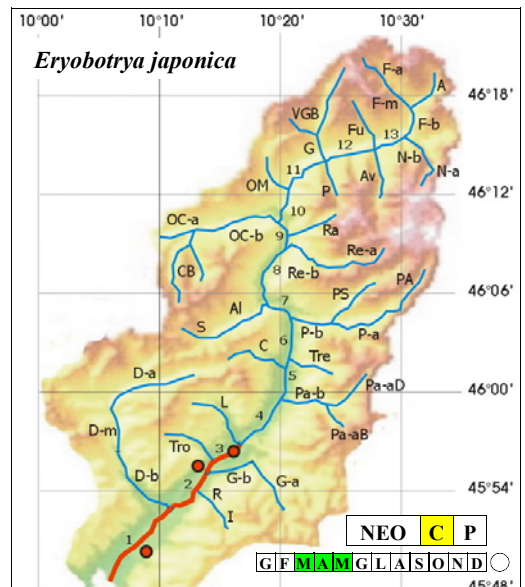 10°00' 10°10' 10°20' 10°30'
Eryobotrya japonica
F-a
A
46°18'
F-m
VGB
Fu
F-b
13
G
12
N-b
11
N-a
OM
P
Av
46°12'
10
OC-a
Ra
OC-b
9
Re-a
8
Re-b
CB
PA
PS
46°06'
7
Al
S
P-b
P-a
6
C
Tre
D-a
5
46°00'
Pa-b
Pa-aD
L
4
D-m
Pa-aB
Tro
3
D-b
G-b
G-a
2
R
45°54'
I
1
NEO C P
G F M A M G L A S O N D
45°48'